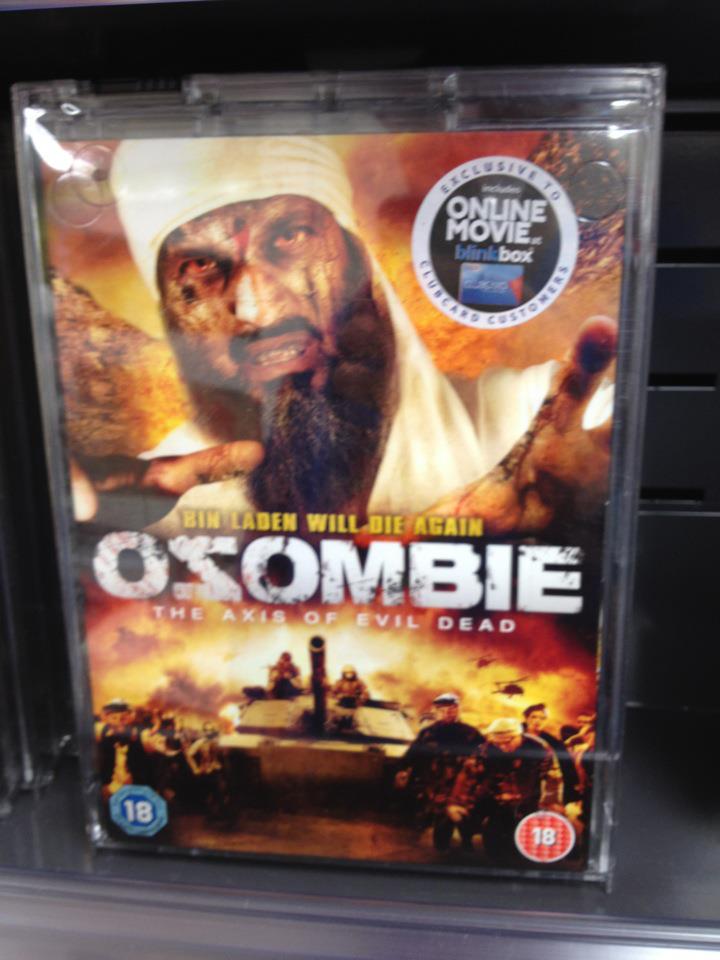 EXCLUSIVE TO
includes
ONLINE
MOVIE at
blinkbox
CLUBCARD CUSTOMERS
BIN LADEN WILL DIE AGAIN
OSOMBIE
THE AXIS OF EVIL DEAD
18
18